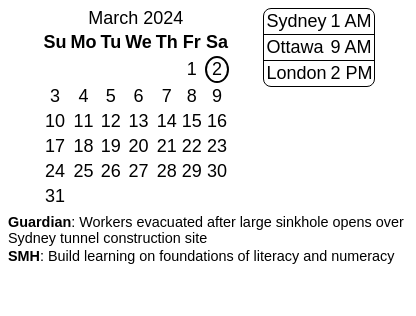 March 2024
Su Mo Tu We Th Fr Sa
1 2
3 4 5 6 7 8 9
10 11 12 13 14 15 16
17 18 19 20 21 22 23
24 25 26 27 28 29 30
31
Sydney 1 AM
Ottawa 9 AM
London 2 PM
Guardian: Workers evacuated after large sinkhole opens over
Sydney tunnel construction site
SMH: Build learning on foundations of literacy and numeracy